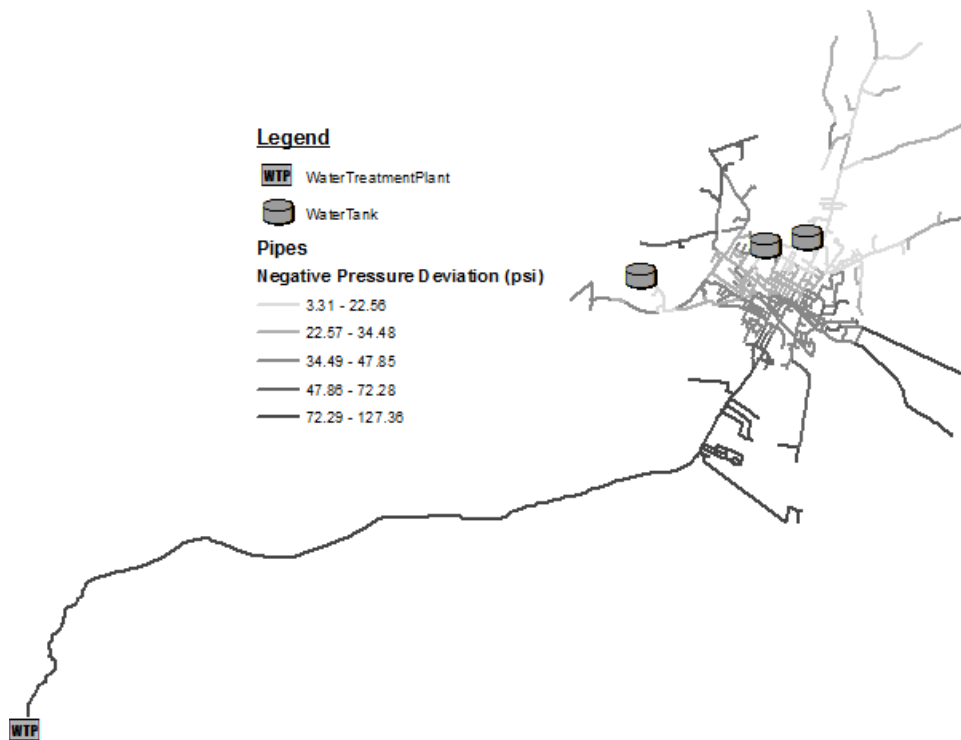 Legend
WTP WaterTreatmentPlant
WaterTank
Pipes
Negative Pressure Deviation (psi)
3.31 - 22.56
22.57 - 34.48
34.49 - 47.85
47.86 - 72.28
72.29 - 127.36
WTP